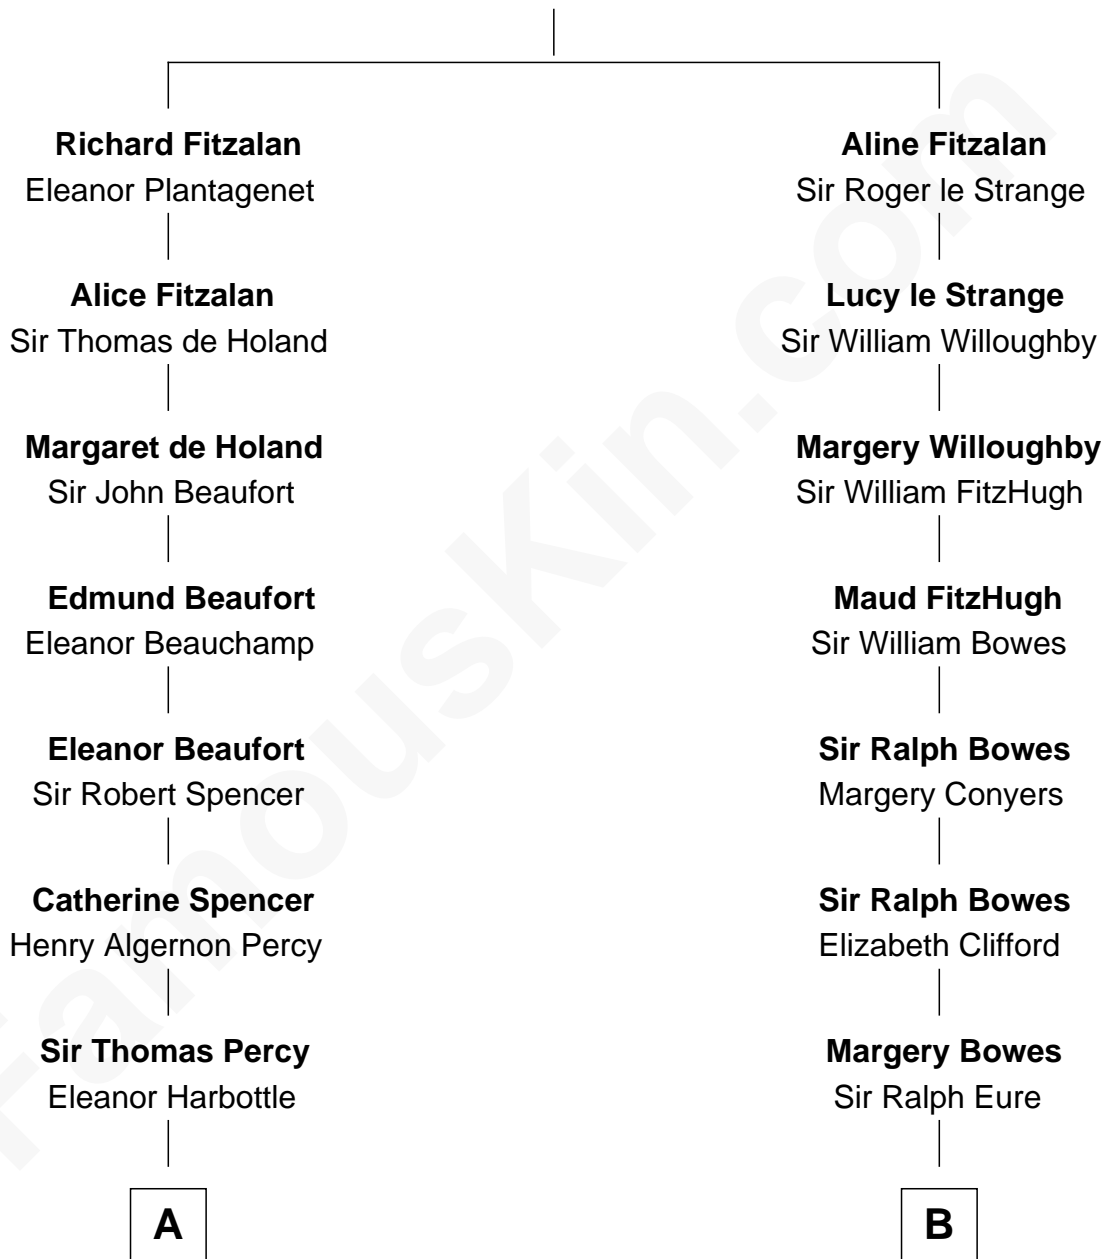 Richard Fitzalan
Eleanor Plantagenet
Alice Fitzalan
Sir Thomas de Holand
Margaret de Holand
Sir John Beaufort
Edmund Beaufort
Eleanor Beauchamp
Eleanor Beaufort
Sir Robert Spencer
Catherine Spencer
Henry Algernon Percy
Sir Thomas Percy
Eleanor Harbottle
A
Aline Fitzalan
Sir Roger le Strange
Lucy le Strange
Sir William Willoughby
Margery Willoughby
Sir William FitzHugh
Maud FitzHugh
Sir William Bowes
Sir Ralph Bowes
Margery Conyers
Sir Ralph Bowes
Elizabeth Clifford
Margery Bowes
Sir Ralph Eure
B
FamousKin.com